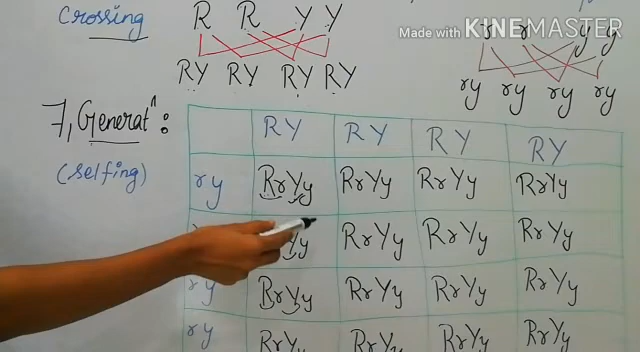 Crossing R R Y Y r r y y
Made with KINEMASTER
RY RY RY RY ry ry ry ry
F1 Generatn:
(selfing)
RY RY RY RY
ry RrYy RrYy RrYy RrYy
RrYy RrYy RrYy
ry RrYy RrYy RrYy RrYy
ry RrYy RrYy RrYy RrYy